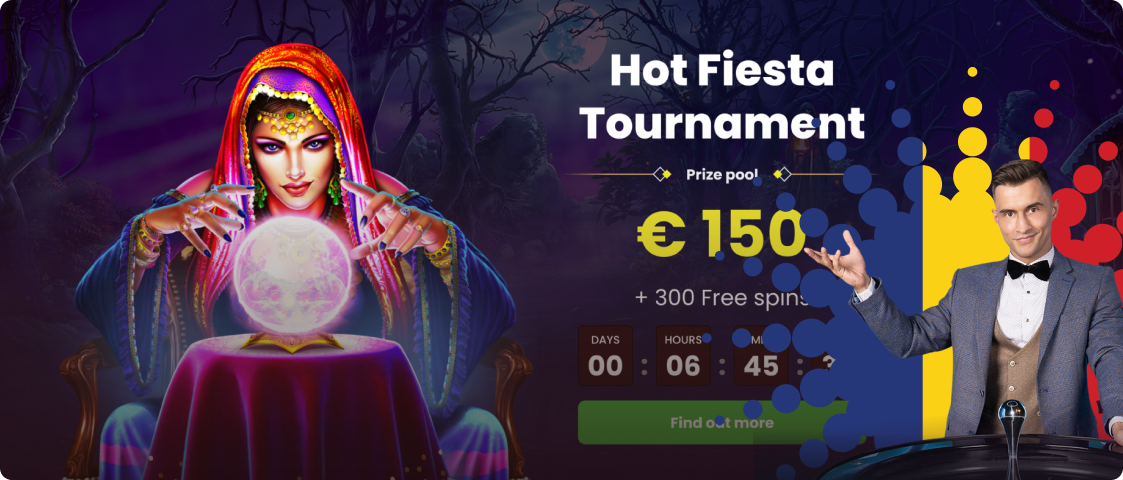 Hot Fiesta
Tournament
Prize pool
€ 150
+ 300 Free spins
DAYS HOURS
00 : 06 : 45 :
Find out more